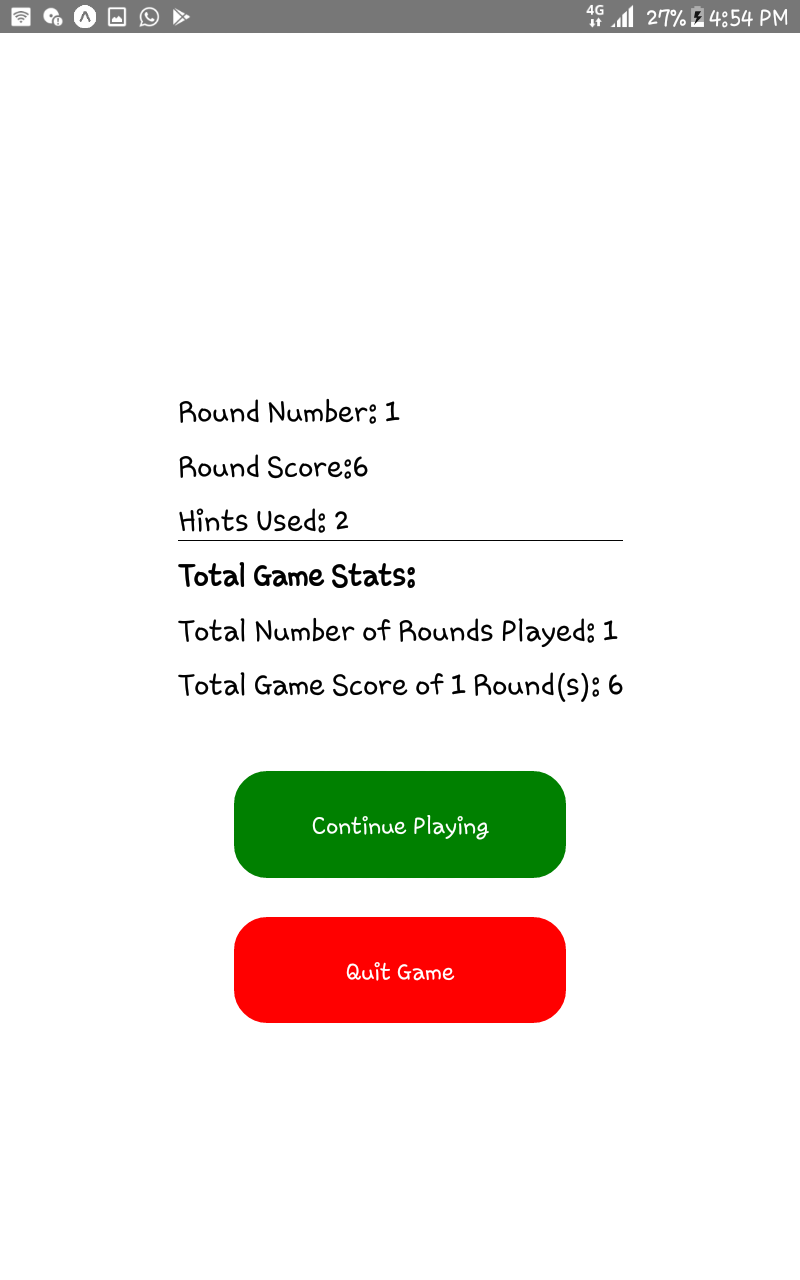 4G 27% 4:54 PM
Round Number: 1
Round Score:6
Hints Used: 2
Total Game Stats:
Total Number of Rounds Played: 1
Total Game Score of 1 Round(s): 6
Continue Playing
Quit Game